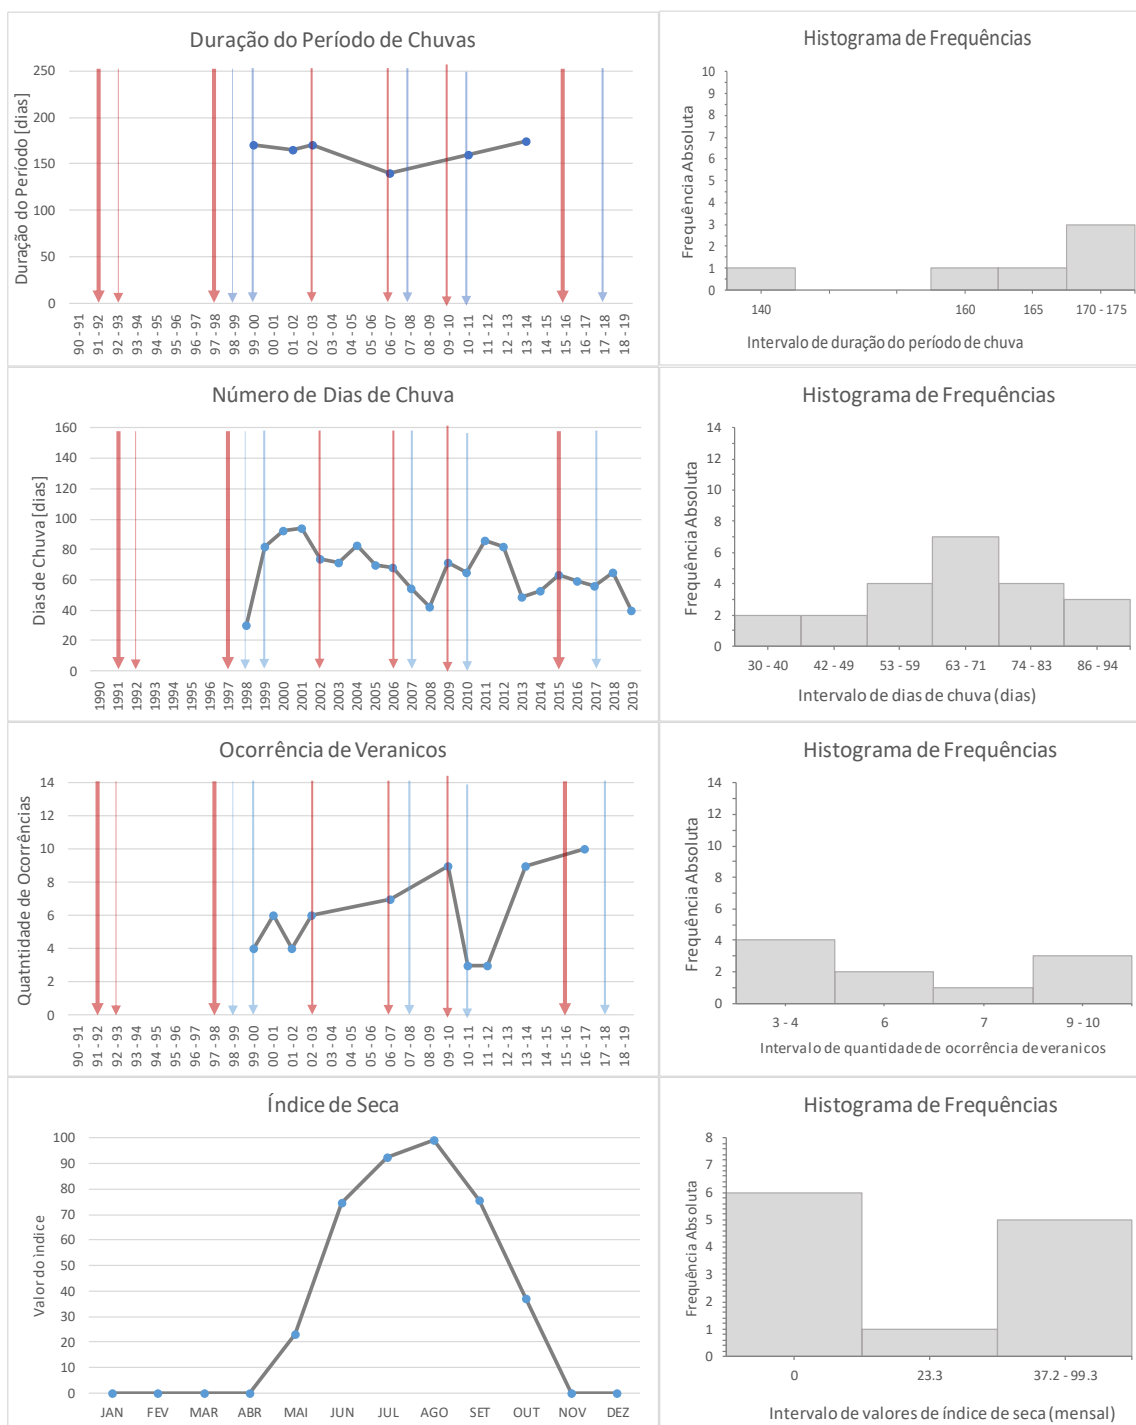 Duração do Período de Chuvas
Duração do Período [dias]
250
200
150
100
50
0
90 - 91
91 - 92
92 - 93
93 - 94
94 - 95
95 - 96
96 - 97
97 - 98
98 - 99
99 - 00
00 - 01
01 - 02
02 - 03
03 - 04
04 - 05
05 - 06
06 - 07
07 - 08
08 - 09
09 - 10
10 - 11
11 - 12
12 - 13
13 - 14
14 - 15
15 - 16
16 - 17
17 - 18
18 - 19
Histograma de Frequências
Frequência Absoluta
10
9
8
7
6
5
4
3
2
1
0
140
160
165
170 - 175
Intervalo de duração do período de chuva
Número de Dias de Chuva
Dias de Chuva [dias]
160
140
120
100
80
60
40
20
0
1990
1991
1992
1993
1994
1995
1996
1997
1998
1999
2000
2001
2002
2003
2004
2005
2006
2007
2008
2009
2010
2011
2012
2013
2014
2015
2016
2017
2018
2019
Histograma de Frequências
Frequência Absoluta
14
12
10
8
6
4
2
0
30 - 40
42 - 49
53 - 59
63 - 71
74 - 83
86 - 94
Intervalo de dias de chuva (dias)
Ocorrência de Veranicos
Quatntidade de Ocorrências
14
12
10
8
6
4
2
0
90 - 91
91 - 92
92 - 93
93 - 94
94 - 95
95 - 96
96 - 97
97 - 98
98 - 99
99 - 00
00 - 01
01 - 02
02 - 03
03 - 04
04 - 05
05 - 06
06 - 07
07 - 08
08 - 09
09 - 10
10 - 11
11 - 12
12 - 13
13 - 14
14 - 15
15 - 16
16 - 17
17 - 18
18 - 19
Histograma de Frequências
Frequência Absoluta
14
12
10
8
6
4
2
0
3 - 4
6
7
9 - 10
Intervalo de quantidade de ocorrência de veranicos
Índice de Seca
Valor do ìndice
100
90
80
70
60
50
40
30
20
10
0
JAN
FEV
MAR
ABR
MAI
JUN
JUL
AGO
SET
OUT
NOV
DEZ
Histograma de Frequências
Frequência Absoluta
8
7
6
5
4
3
2
1
0
0
23.3
37.2 - 99.3
Intervalo de valores de índice de seca (mensal)